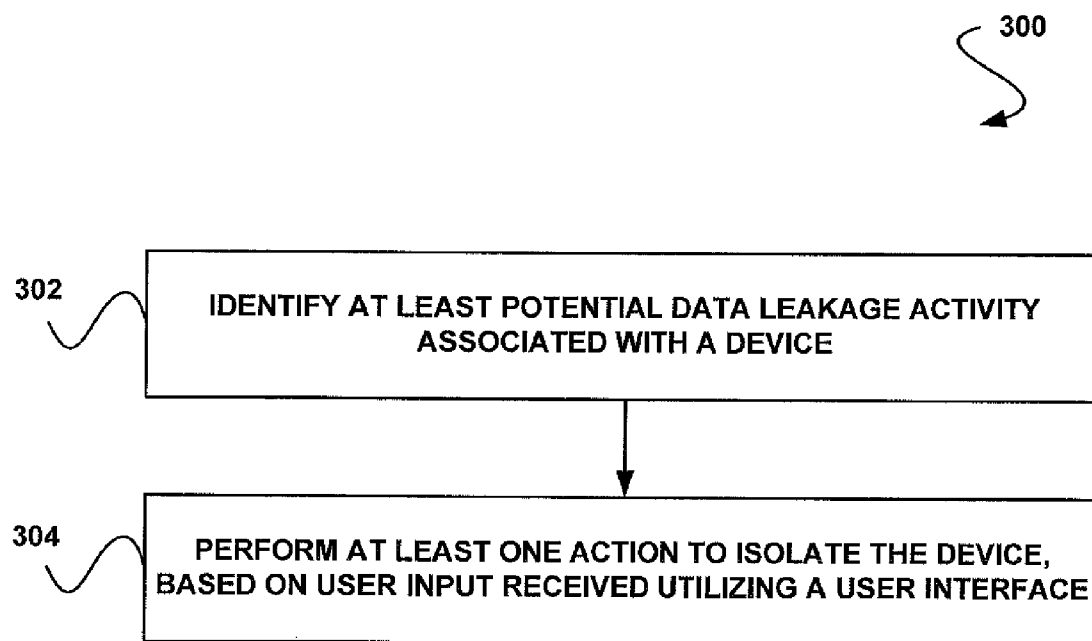 300
302
IDENTIFY AT LEAST POTENTIAL DATA LEAKAGE ACTIVITY
ASSOCIATED WITH A DEVICE
304
PERFORM AT LEAST ONE ACTION TO ISOLATE THE DEVICE,
BASED ON USER INPUT RECEIVED UTILIZING A USER INTERFACE